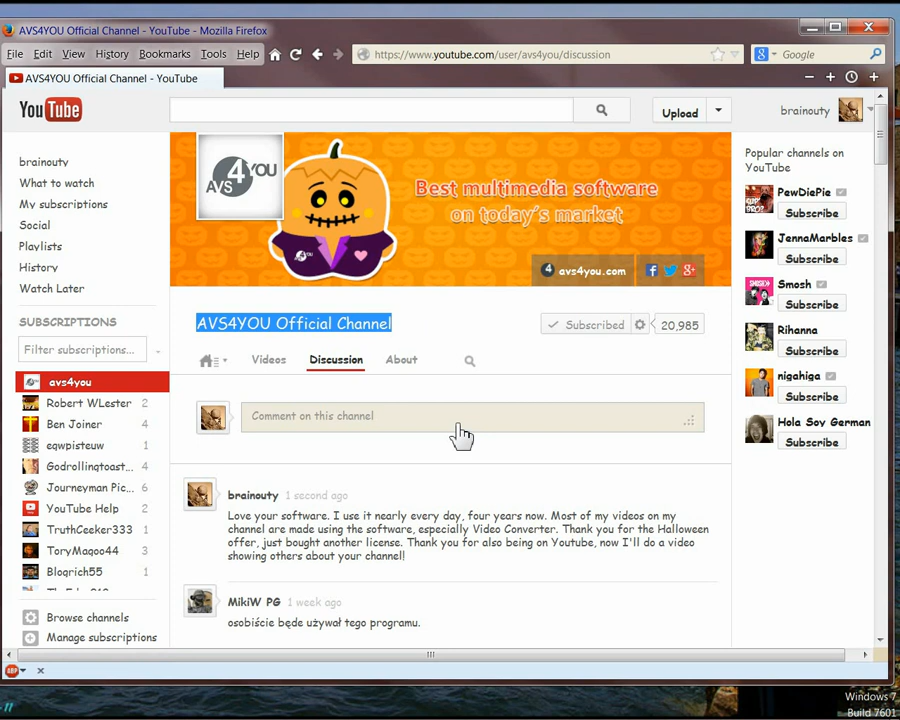 AVS4YOU Official Channel - YouTube - Mozilla Firefox
File Edit View History Bookmarks Tools Help
https://www.youtube.com/user/avs4you/discussion
Google
AVS4YOU Official Channel - YouTube
YouTube
Upload
brainouty
brainouty
What to watch
My subscriptions
Social
Playlists
History
Watch Later
SUBSCRIPTIONS
Filter subscriptions...
avs4you
Robert WLester 2
Ben Joiner 4
eqwpisteuw 1
Godrollingtoast... 4
Journeyman Pic... 6
YouTube Help 2
TruthCeeker333 1
ToryMagoo44 3
Blogrich55 1
Browse channels
Manage subscriptions
AVS4YOU
Best multimedia software
on today's market
4 avs4you.com
AVS4YOU Official Channel
Subscribed 20,985
Videos Discussion About
Comment on this channel
brainouty 1 second ago
Love your software. I use it nearly every day, four years now. Most of my videos on my
channel are made using the software, especially Video Converter. Thank you for the Halloween
offer, just bought another license. Thank you for also being on Youtube, now I'll do a video
showing others about your channel!
MikiW PG 1 week ago
osobiście będe używał tego programu.
Popular channels on
YouTube
PewDiePie
Subscribe
JennaMarbles
Subscribe
Smosh
Subscribe
Rihanna
Subscribe
nigahiga
Subscribe
Hola Soy German
Subscribe
ABP
Windows 7
Build 7601